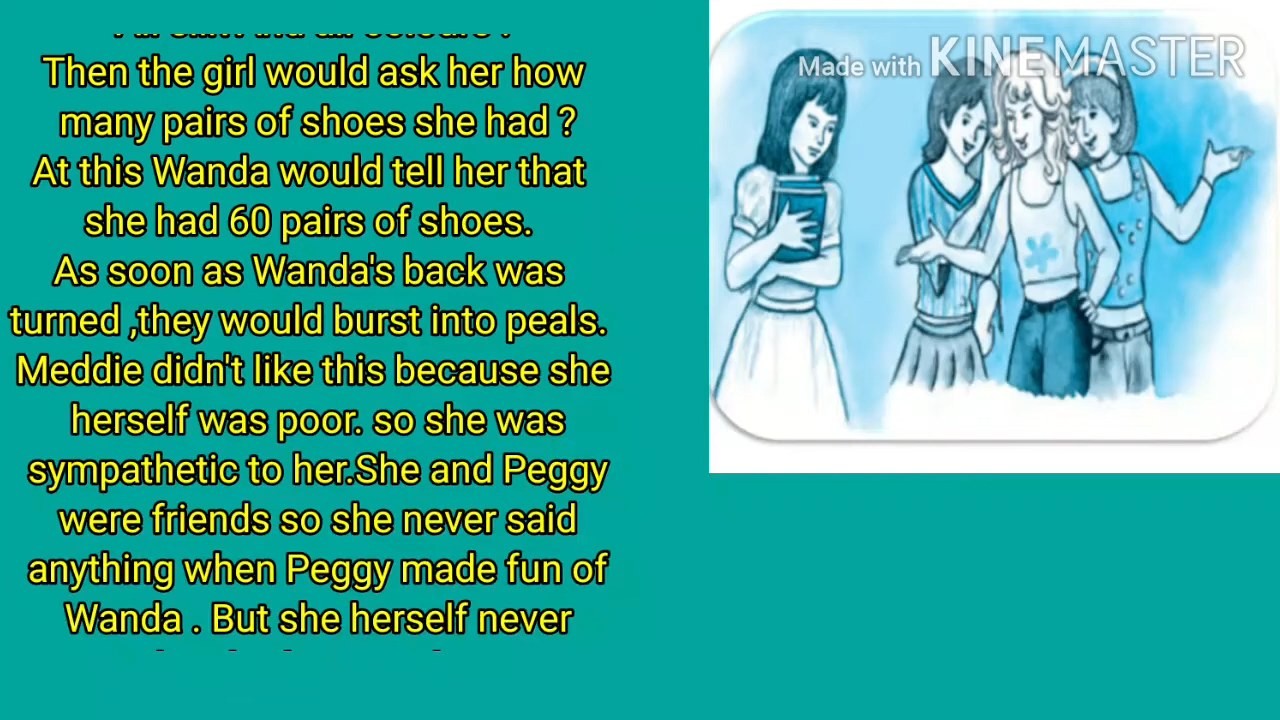 Then the girl would ask her how
many pairs of shoes she had ?
At this Wanda would tell her that
she had 60 pairs of shoes.
As soon as Wanda's back was
turned ,they would burst into peals.
Meddie didn't like this because she
herself was poor. so she was
sympathetic to her.She and Peggy
were friends so she never said
anything when Peggy made fun of
Wanda . But she herself never
Made with KINEMASTER